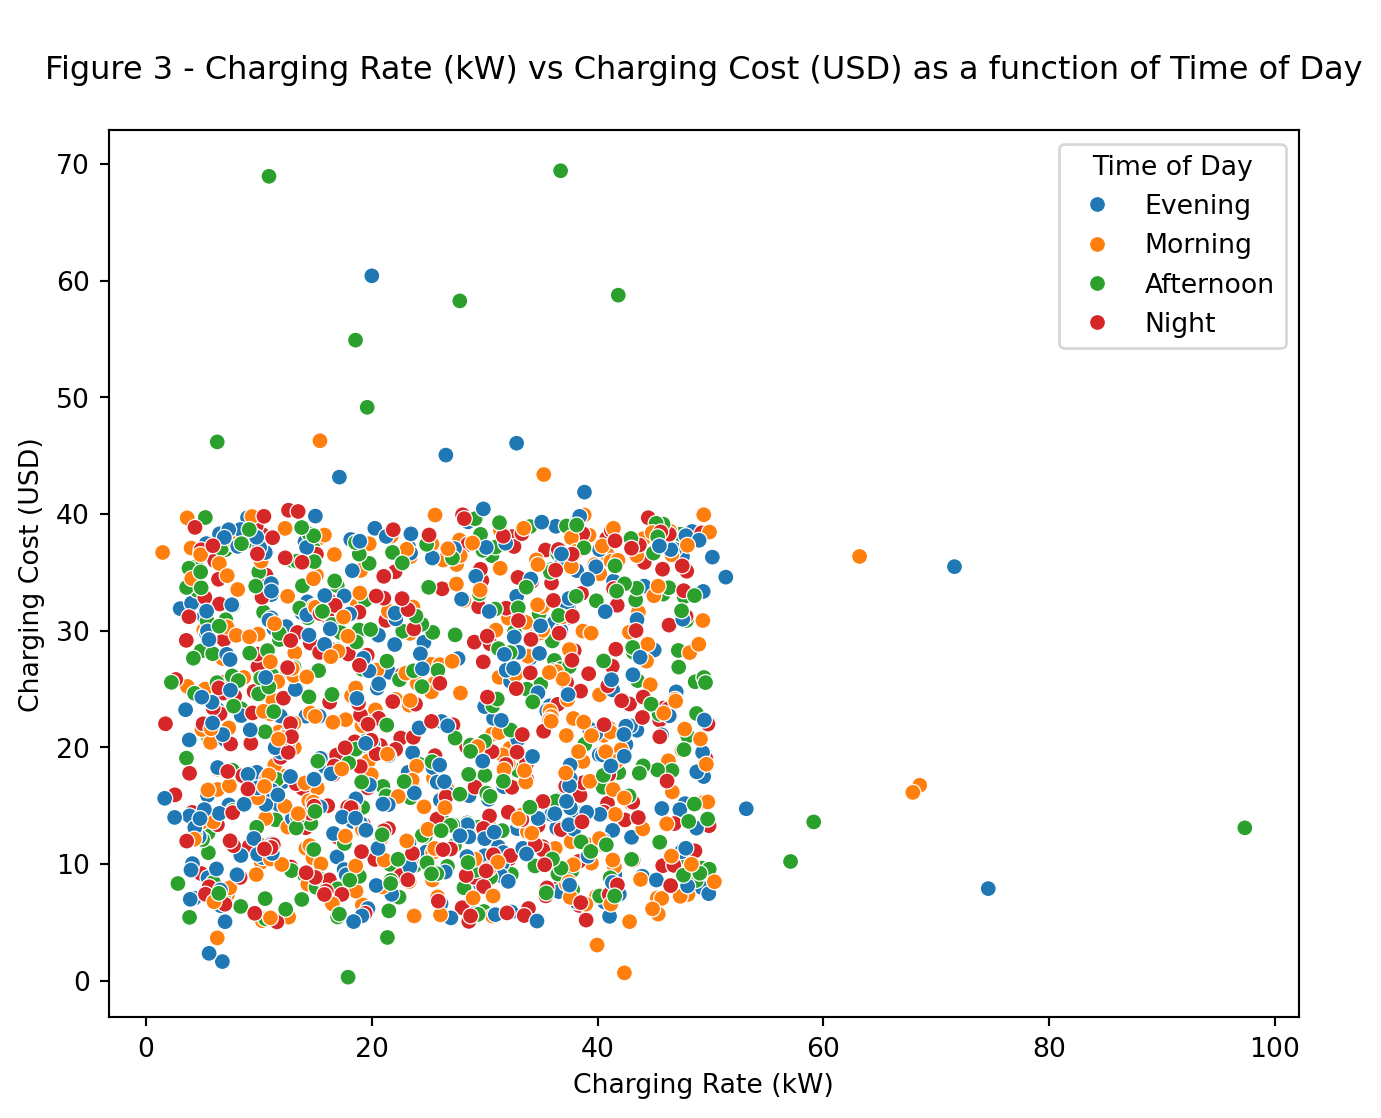 Figure 3 - Charging Rate (kW) vs Charging Cost (USD) as a function of Time of Day
Time of Day
Evening
Morning
Afternoon
Night
70
60
50
40
30
20
10
0
Charging Cost (USD)
0 20 40 60 80 100
Charging Rate (kW)